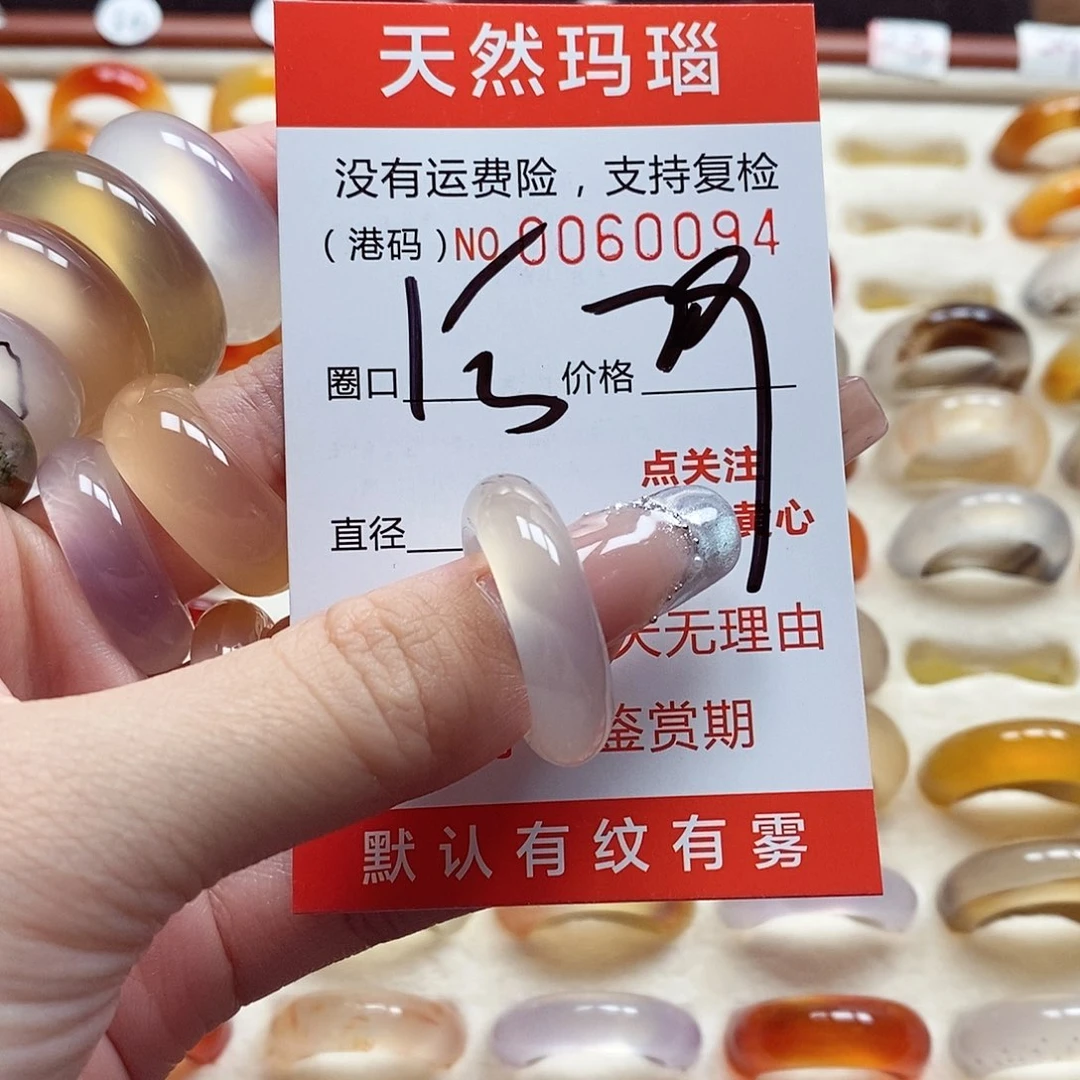 天然玛瑙
没有运费险，支持复检
（港码）NO 0060094
圈口 价格
点关注
直径 黄心
天无理由
鉴赏期
默认有纹有雾